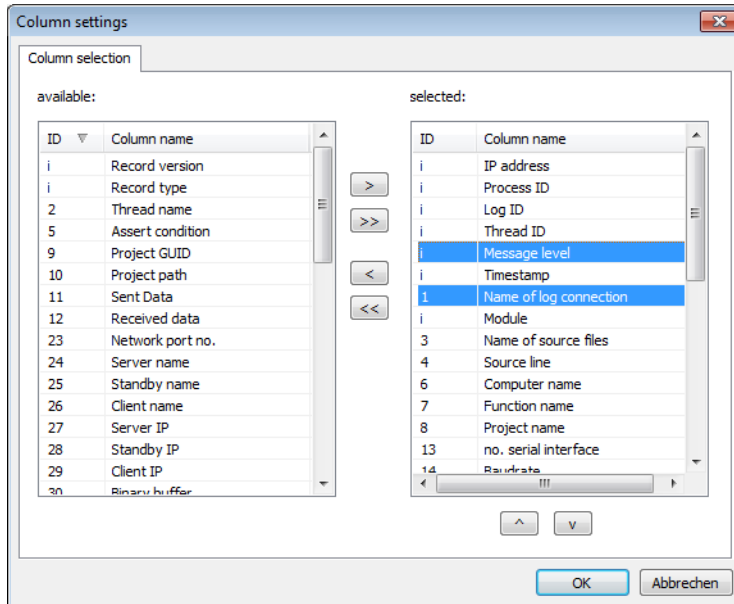 Column settings
Column selection
available:
ID Column name
i Record version
i Record type
2 Thread name
5 Assert condition
9 Project GUID
10 Project path
11 Sent Data
12 Received data
23 Network port no.
24 Server name
25 Standby name
26 Client name
27 Server IP
28 Standby IP
29 Client IP
30 Binary buffer
>
>>
<
<<
selected:
ID Column name
i IP address
i Process ID
i Log ID
i Thread ID
i Message level
i Timestamp
1 Name of log connection
i Module
3 Name of source files
4 Source line
6 Computer name
7 Function name
8 Project name
13 no. serial interface
14 Baudrate
^ v
OK Abbrechen